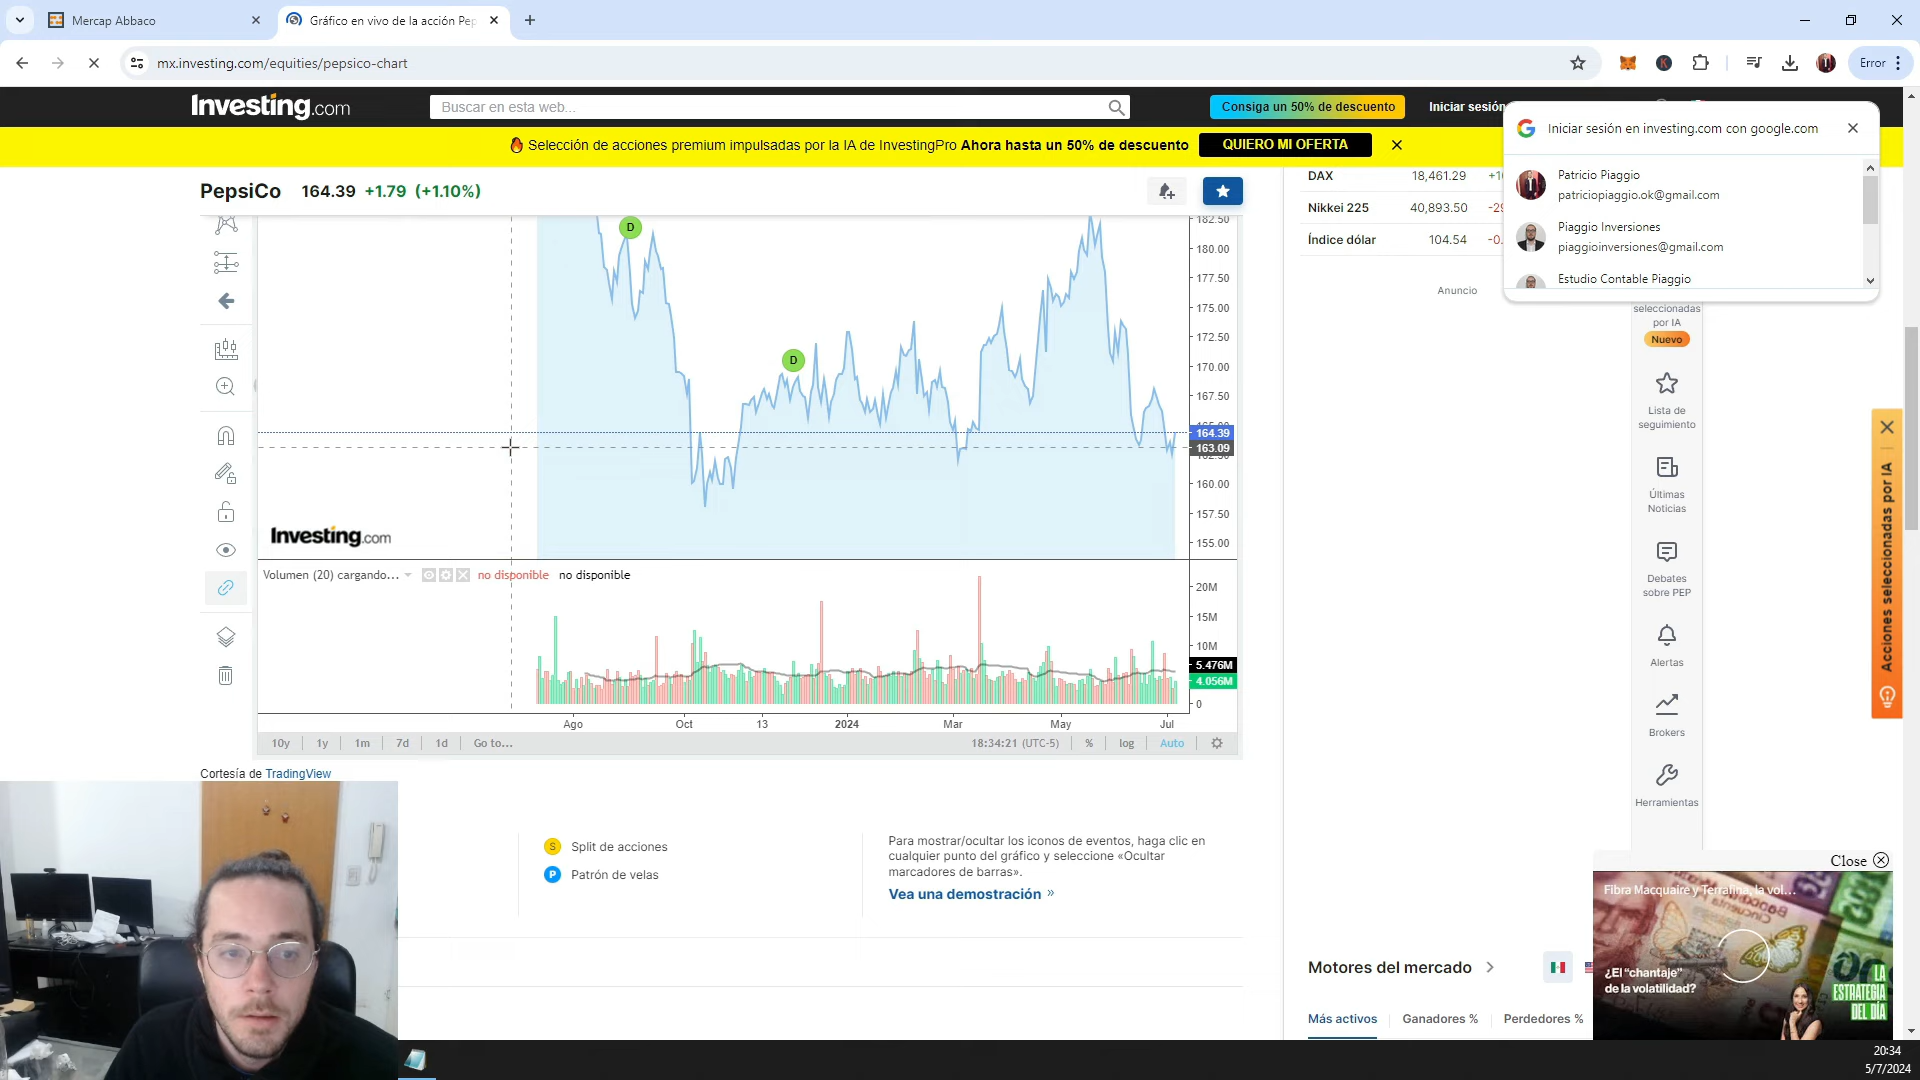 Mercap Abbaco
Gráfico en vivo de la acción Pep
mx.investing.com/equities/pepsico-chart
Error
Investing.com
Buscar en esta web...
Consiga un 50% de descuento
Iniciar sesión
🔥 Selección de acciones premium impulsadas por la IA de InvestingPro Ahora hasta un 50% de descuento
QUIERO MI OFERTA
Iniciar sesión en investing.com con google.com
Patricio Piaggio
patriciopiaggio.ok@gmail.com
Piaggio Inversiones
piaggioinversiones@gmail.com
Estudio Contable Piaggio
PepsiCo 164.39 +1.79 (+1.10%)
DAX 18,461.29
Nikkei 225 40,893.50
Índice dólar 104.54
Anuncio
D
D
182.50
180.00
177.50
175.00
172.50
170.00
167.50
164.39
163.09
160.00
157.50
155.00
Investing.com
Volumen (20) cargando... no disponible no disponible
20M
15M
10M
5.476M
4.056M
0
Ago Oct 13 2024 Mar May Jul
10y 1y 1m 7d 1d Go to... 18:34:21 (UTC-5) % log Auto
Cortesía de TradingView
S Split de acciones
P Patrón de velas
Para mostrar/ocultar los iconos de eventos, haga clic en
cualquier punto del gráfico y seleccione «Ocultar
marcadores de barras».
Vea una demostración »
seleccionadas
por IA
Nuevo
Lista de
seguimiento
Últimas
Noticias
Debates
sobre PEP
Alertas
Brokers
Herramientas
Acciones seleccionadas por IA
Motores del mercado
Más activos Ganadores % Perdedores %
Close
Fibra Macquaire y Terrafina, la vol...
¿El "chantaje"
de la volatilidad?
LA
ESTRATEGIA
DEL DÍA
20:34
5/7/2024